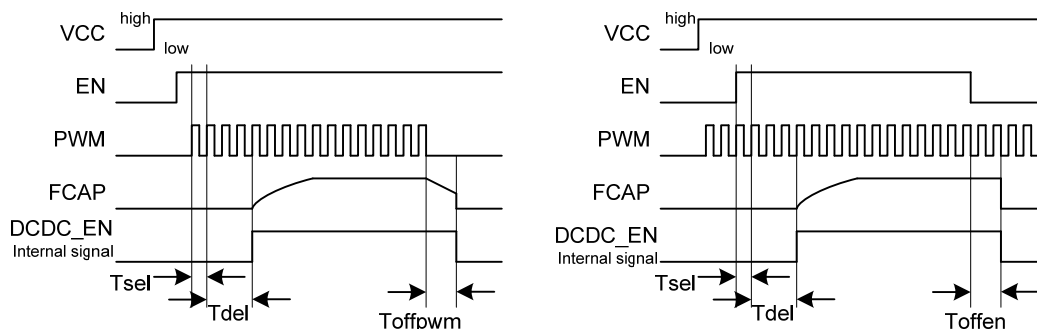 VCC
high
low
EN
PWM
FCAP
DCDC_EN
Internal signal
Tsel
Tdel
Toffpwm
VCC
high
low
EN
PWM
FCAP
DCDC_EN
Internal signal
Tsel
Tdel
Toffen